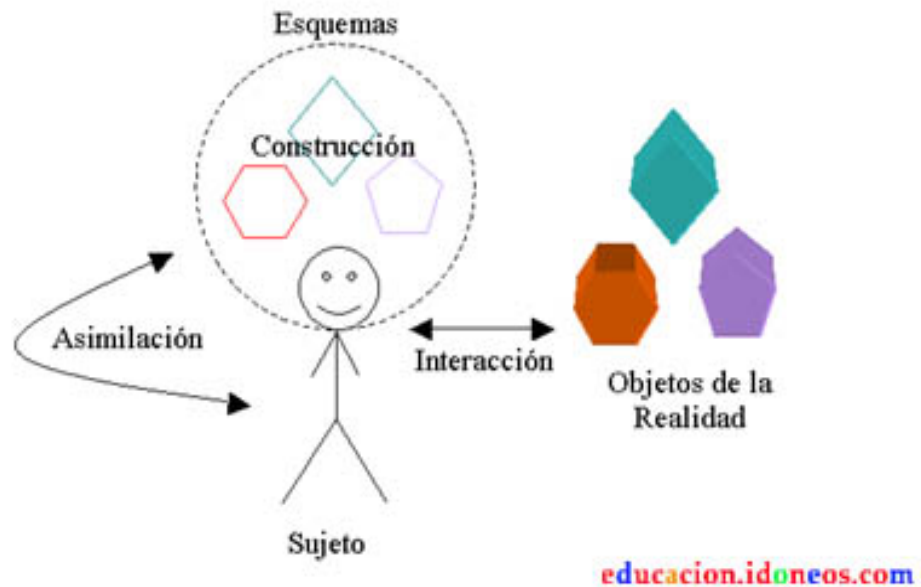 Esquemas
Construcción
Asimilación
Interacción
Objetos de la
Realidad
Sujeto
educacion.idoneos.com